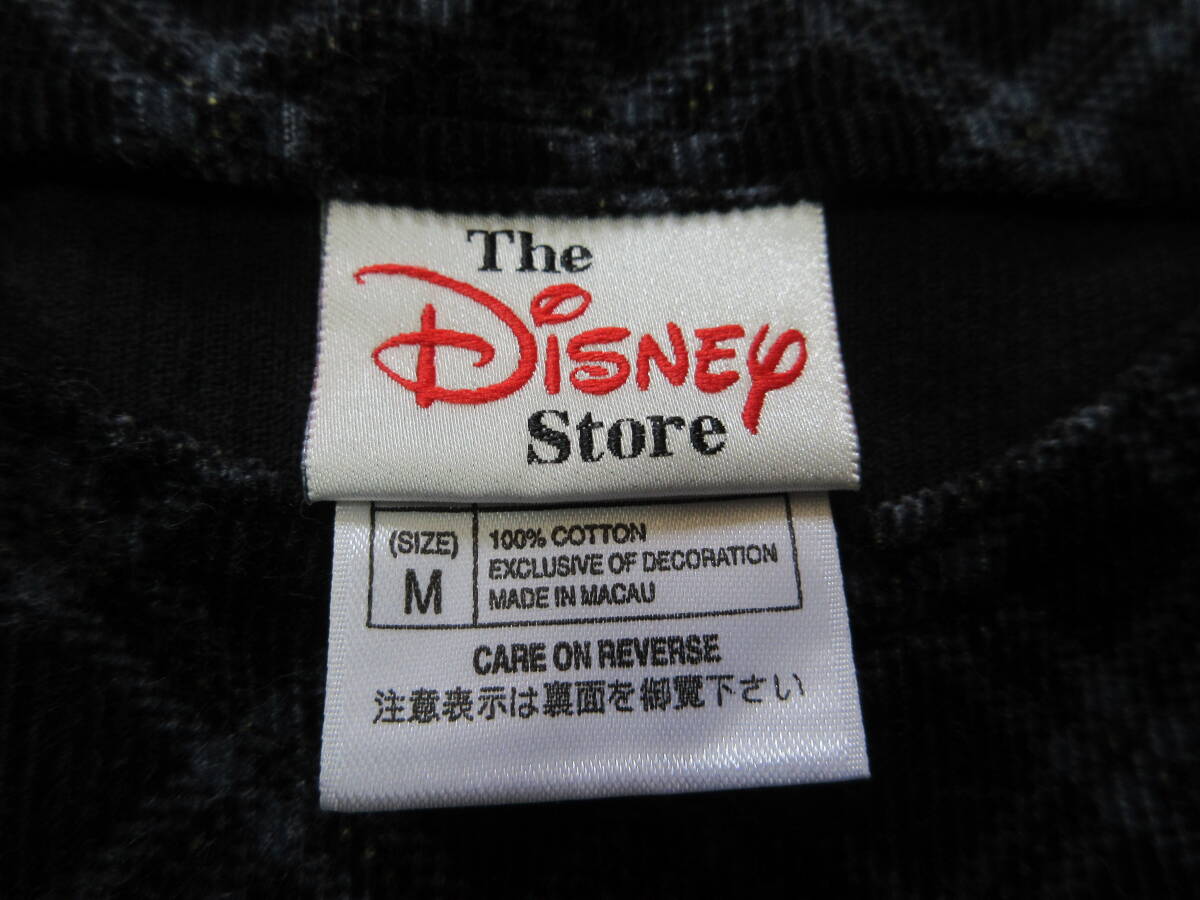 The
Disney
Store
(SIZE)
M
100% COTTON
EXCLUSIVE OF DECORATION
MADE IN MACAU
CARE ON REVERSE
注意表示は裏面を御覧下さい